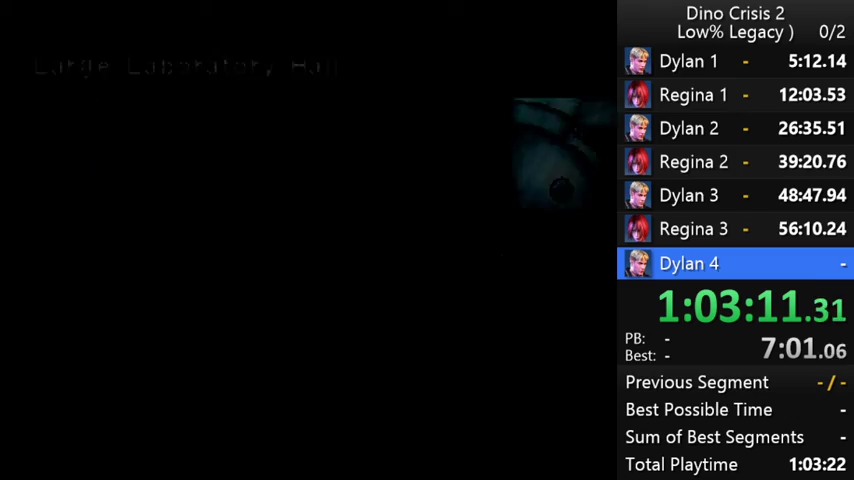 Large Laboratory Hall
Dino Crisis 2
Low% Legacy ) 0/2
Dylan 1 - 5:12.14
Regina 1 - 12:03.53
Dylan 2 - 26:35.51
Regina 2 - 39:20.76
Dylan 3 - 48:47.94
Regina 3 - 56:10.24
Dylan 4 -
1:03:11.31
PB: - 7:01.06
Best: -
Previous Segment - / -
Best Possible Time -
Sum of Best Segments -
Total Playtime 1:03:22